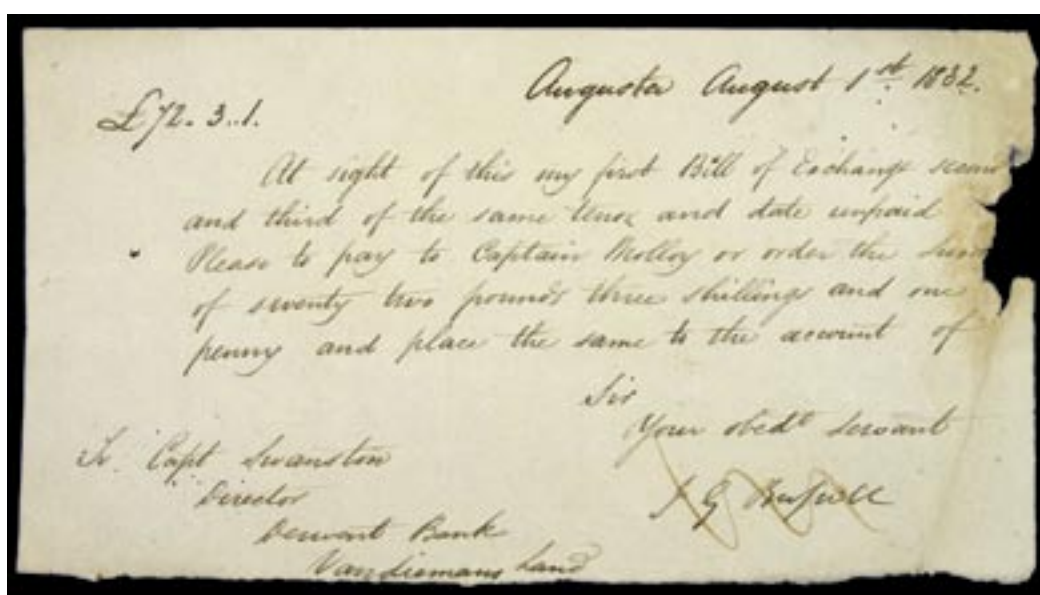 Augusta August 1st. 1832.
£72. 3. 1.
At sight of this my first Bill of Exchange secon
and third of the same tenor and date unpaid
Please to pay to Captain Molloy or order the sum
of seventy two pounds three shillings and one
penny and place the same to the account of
Sir
Your obedt Servant
J G Bussell
To Capt Swanston
Director
Derwent Bank
Vandiemans Land